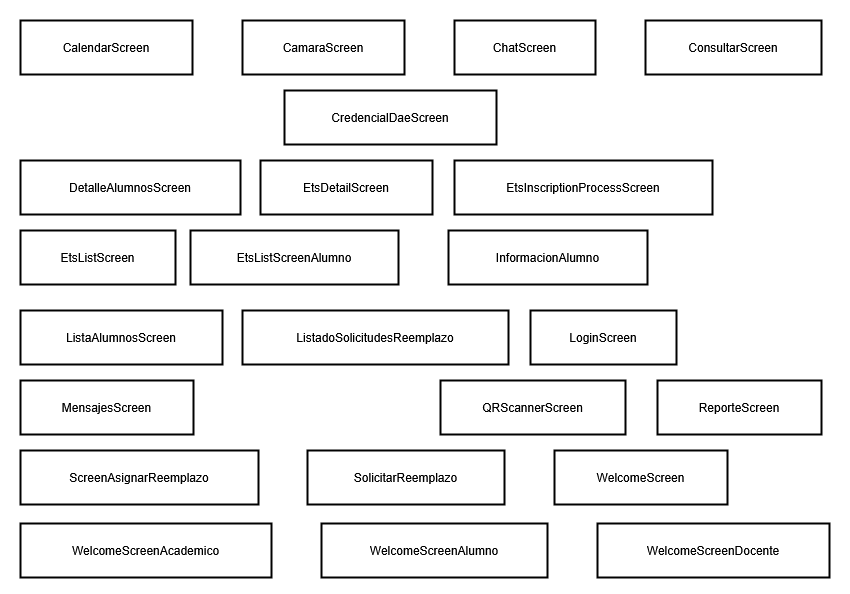 CalendarScreen
CamaraScreen
ChatScreen
ConsultarScreen
CredencialDaeScreen
DetalleAlumnosScreen
EtsDetailScreen
EtsInscriptionProcessScreen
EtsListScreen
EtsListScreenAlumno
InformacionAlumno
ListaAlumnosScreen
ListadoSolicitudesReemplazo
LoginScreen
MensajesScreen
QRScannerScreen
ReporteScreen
ScreenAsignarReemplazo
SolicitarReemplazo
WelcomeScreen
WelcomeScreenAcademico
WelcomeScreenAlumno
WelcomeScreenDocente